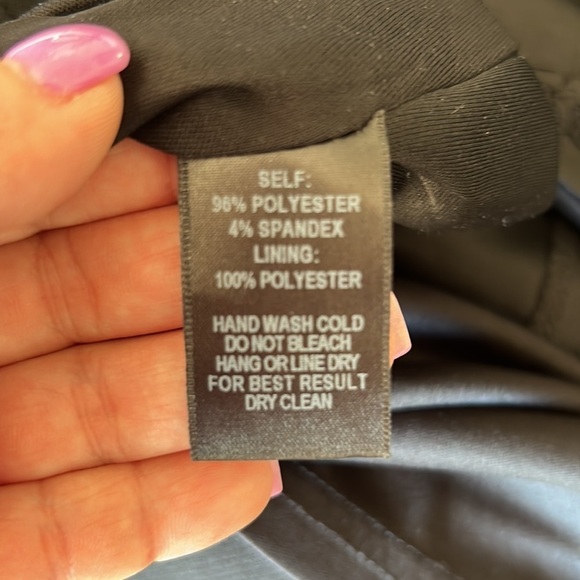 SELF:
96% POLYESTER
4% SPANDEX
LINING:
100% POLYESTER
HAND WASH COLD
DO NOT BLEACH
HANG OR LINE DRY
FOR BEST RESULT
DRY CLEAN